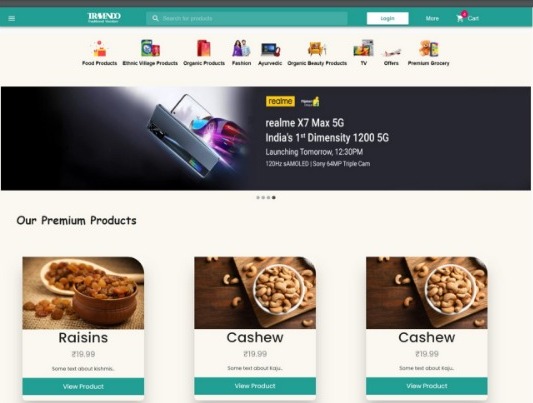 TRAVNDO
Search for products
Login
More
Cart
Food Products
Ethnic Village Products
Organic Products
Fashion
Ayurvedic
Organic Beauty Products
TV
Offers
Premium Grocery
realme
realme X7 Max 5G
India's 1st Dimensity 1200 5G
Launching Tomorrow, 12:30PM
120Hz sAMOLED | Sony 64MP Triple Cam
Our Premium Products
Raisins
₹19.99
Some text about kishmis..
View Product
Cashew
₹19.99
Some text about Kaju..
View Product
Cashew
₹19.99
Some text about Kaju..
View Product